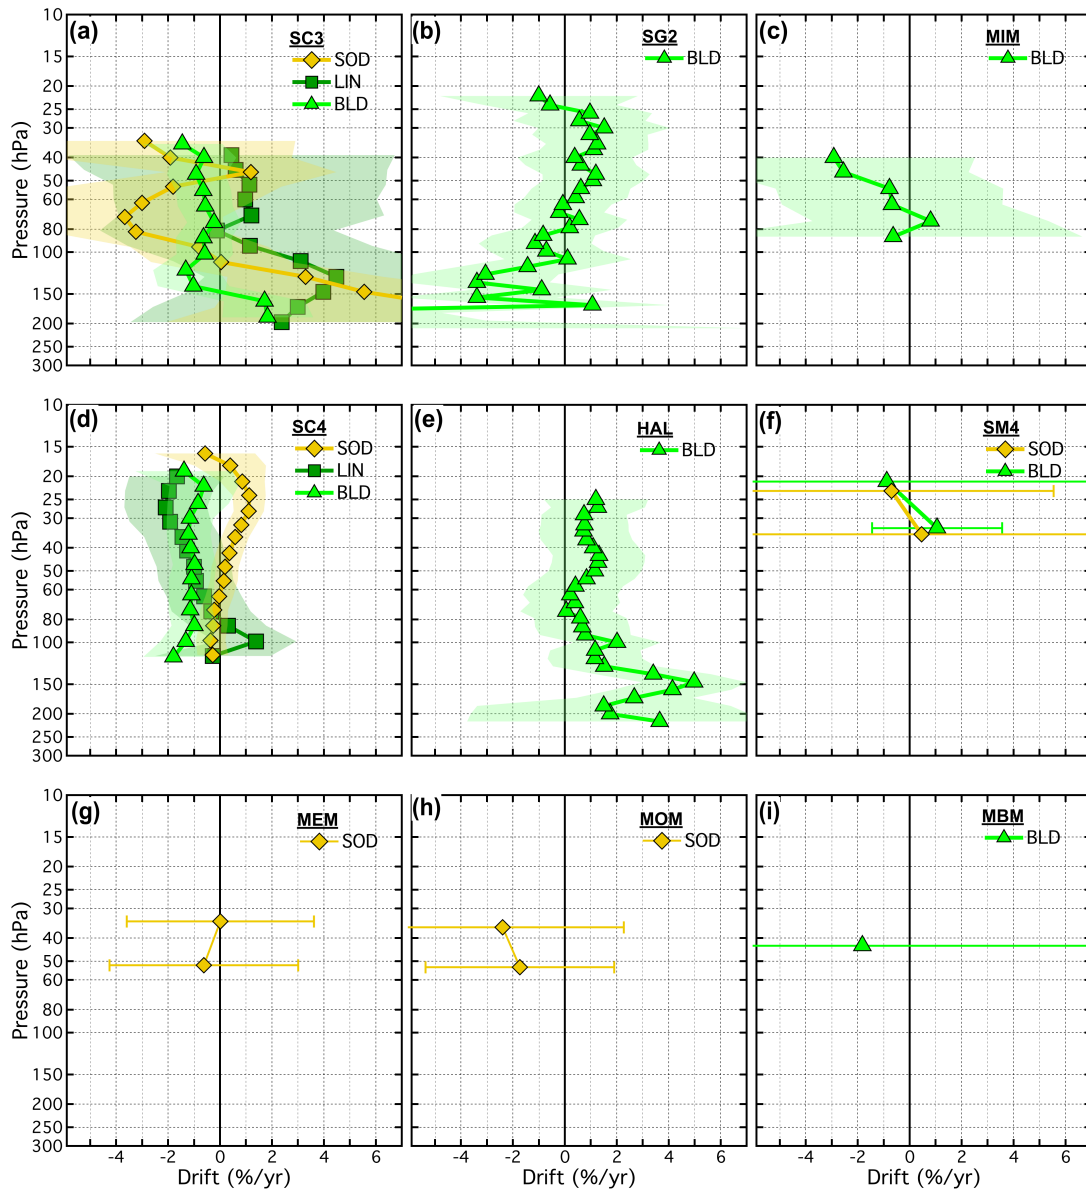 (a)
SC3
SOD
LIN
BLD
(b)
SG2
BLD
(c)
MIM
BLD
10
15
20
25
30
40
50
60
80
100
150
200
250
300
Pressure (hPa)
(d)
SC4
SOD
LIN
BLD
(e)
HAL
BLD
(f)
SM4
SOD
BLD
10
15
20
25
30
40
50
60
80
100
150
200
250
300
Pressure (hPa)
(g)
MEM
SOD
(h)
MOM
SOD
(i)
MBM
BLD
10
15
20
25
30
40
50
60
80
100
150
200
250
300
Pressure (hPa)
-4 -2 0 2 4 6
Drift (%/yr)
-4 -2 0 2 4 6
Drift (%/yr)
-4 -2 0 2 4 6
Drift (%/yr)